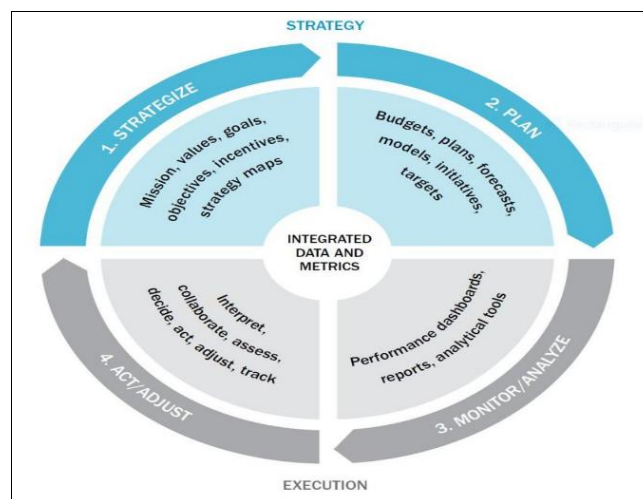 STRATEGY
1. STRATEGIZE
Mission, values, goals,
objectives, incentives,
strategy maps
2. PLAN
Budgets, plans, forecasts,
models, initiatives,
targets
INTEGRATED
DATA AND
METRICS
Interpret,
collaborate, assess,
decide, act, adjust, track
4. ACT/ADJUST
Performance dashboards,
reports, analytical tools
3. MONITOR/ANALYZE
EXECUTION